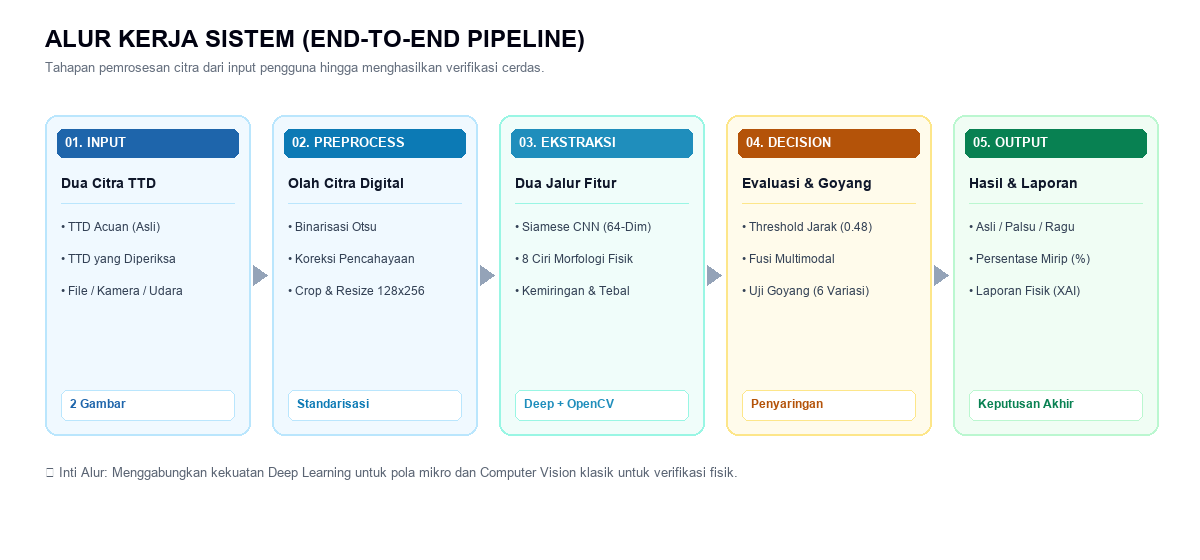 ALUR KERJA SISTEM (END-TO-END PIPELINE)
Tahapan pemrosesan citra dari input pengguna hingga menghasilkan verifikasi cerdas.
01. INPUT
Dua Citra TTD
• TTD Acuan (Asli)
• TTD yang Diperiksa
• File / Kamera / Udara
2 Gambar
02. PREPROCESS
Olah Citra Digital
• Binarisasi Otsu
• Koreksi Pencahayaan
• Crop & Resize 128x256
Standarisasi
03. EKSTRAKSI
Dua Jalur Fitur
• Siamese CNN (64-Dim)
• 8 Ciri Morfologi Fisik
• Kemiringan & Tebal
Deep + OpenCV
04. DECISION
Evaluasi & Goyang
• Threshold Jarak (0.48)
• Fusi Multimodal
• Uji Goyang (6 Variasi)
Penyaringan
05. OUTPUT
Hasil & Laporan
• Asli / Palsu / Ragu
• Persentase Mirip (%)
• Laporan Fisik (XAI)
Keputusan Akhir
Inti Alur: Menggabungkan kekuatan Deep Learning untuk pola mikro dan Computer Vision klasik untuk verifikasi fisik.